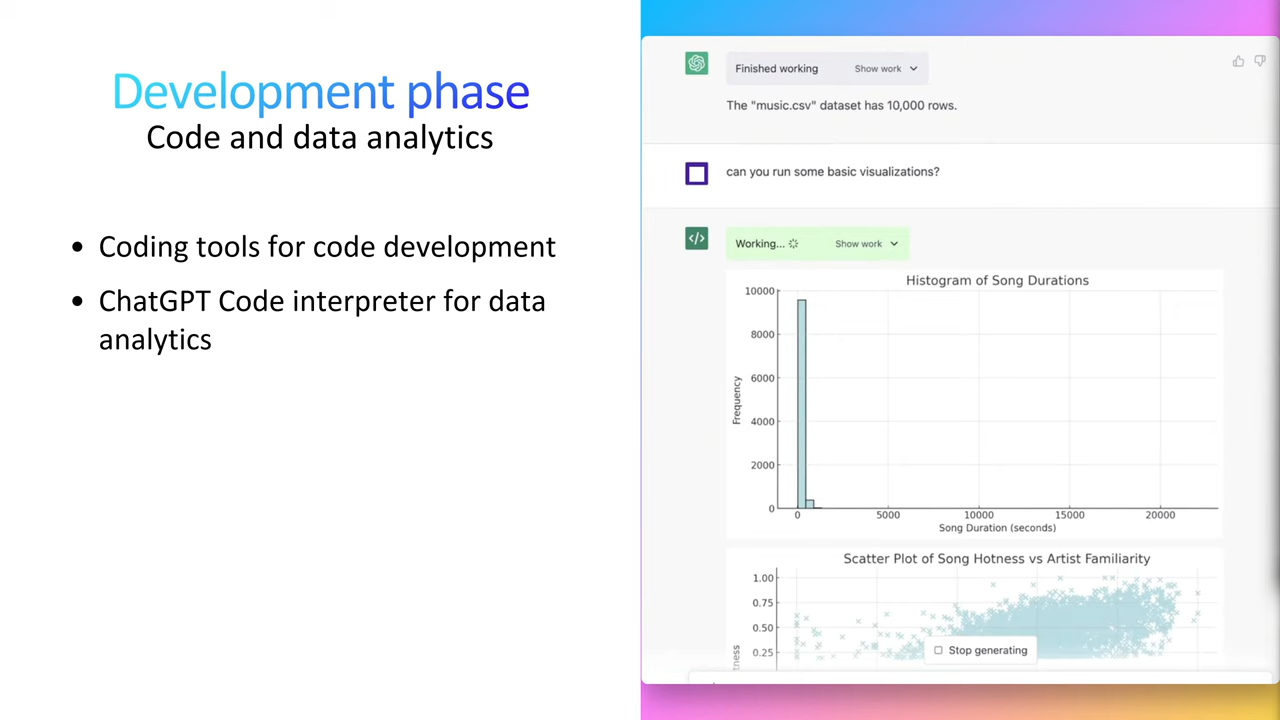 Development phase
Code and data analytics
• Coding tools for code development
• ChatGPT Code interpreter for data
analytics
Finished working
Show work
The "music.csv" dataset has 10,000 rows.
can you run some basic visualizations?
</>
Working...
Show work
Histogram of Song Durations
10000
8000
6000
4000
2000
0
Frequency
0 5000 10000 15000 20000
Song Duration (seconds)
Scatter Plot of Song Hotness vs Artist Familiarity
1.00
0.75
0.50
0.25
Stop generating